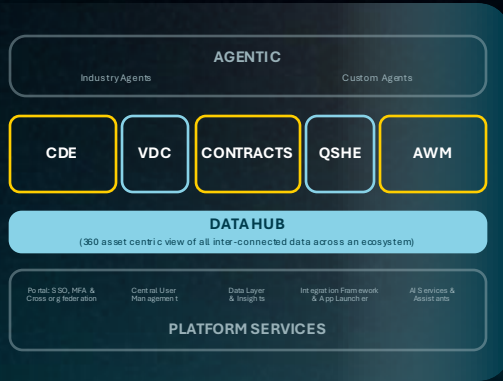 AGENTIC
Industry Agents Custom Agents
CDE VDC CONTRACTS QSHE AWM
DATAHUB
(360 asset centric view of all inter-connected data across an ecosystem)
Portal: SSO, MFA & Central User Data Layer Integration Framework AI Services &
Cross org federation Management & Insights & App Launcher Assistants
PLATFORM SERVICES